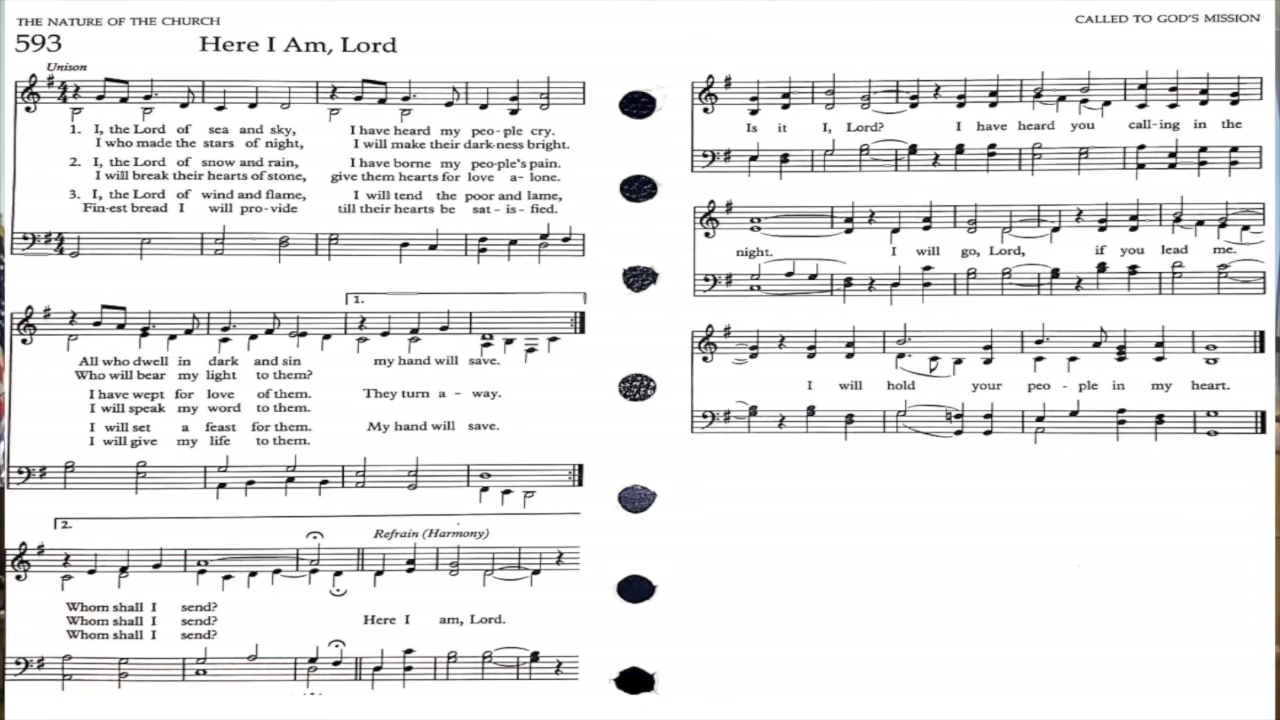 THE NATURE OF THE CHURCH
593 Here I Am, Lord
Unison
1. I, the Lord of sea and sky, I have heard my peo-ple cry.
I who made the stars of night, I will make their dark-ness bright.
2. I, the Lord of snow and rain, I have borne my peo-ple's pain.
I will break their hearts of stone, give them hearts for love a-lone.
3. I, the Lord of wind and flame, I will tend the poor and lame,
Fin-est bread I will pro-vide till their hearts be sat-is-fied.
1.
All who dwell in dark and sin my hand will save.
Who will bear my light to them?
I have wept for love of them. They turn a-way.
I will speak my word to them.
I will set a feast for them. My hand will save.
I will give my life to them.
2.
Refrain (Harmony)
Whom shall I send?
Whom shall I send? Here I am, Lord.
Whom shall I send?
CALLED TO GOD'S MISSION
Is it I, Lord? I have heard you call-ing in the
night. I will go, Lord, if you lead me.
I will hold your peo-ple in my heart.